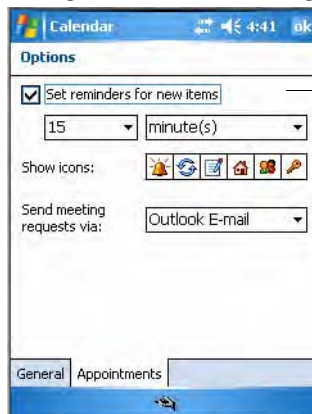 Calendar 4:41 ok
Options
Set reminders for new items
15 minute(s)
Show icons:
Send meeting
requests via:
Outlook E-mail
General Appointments